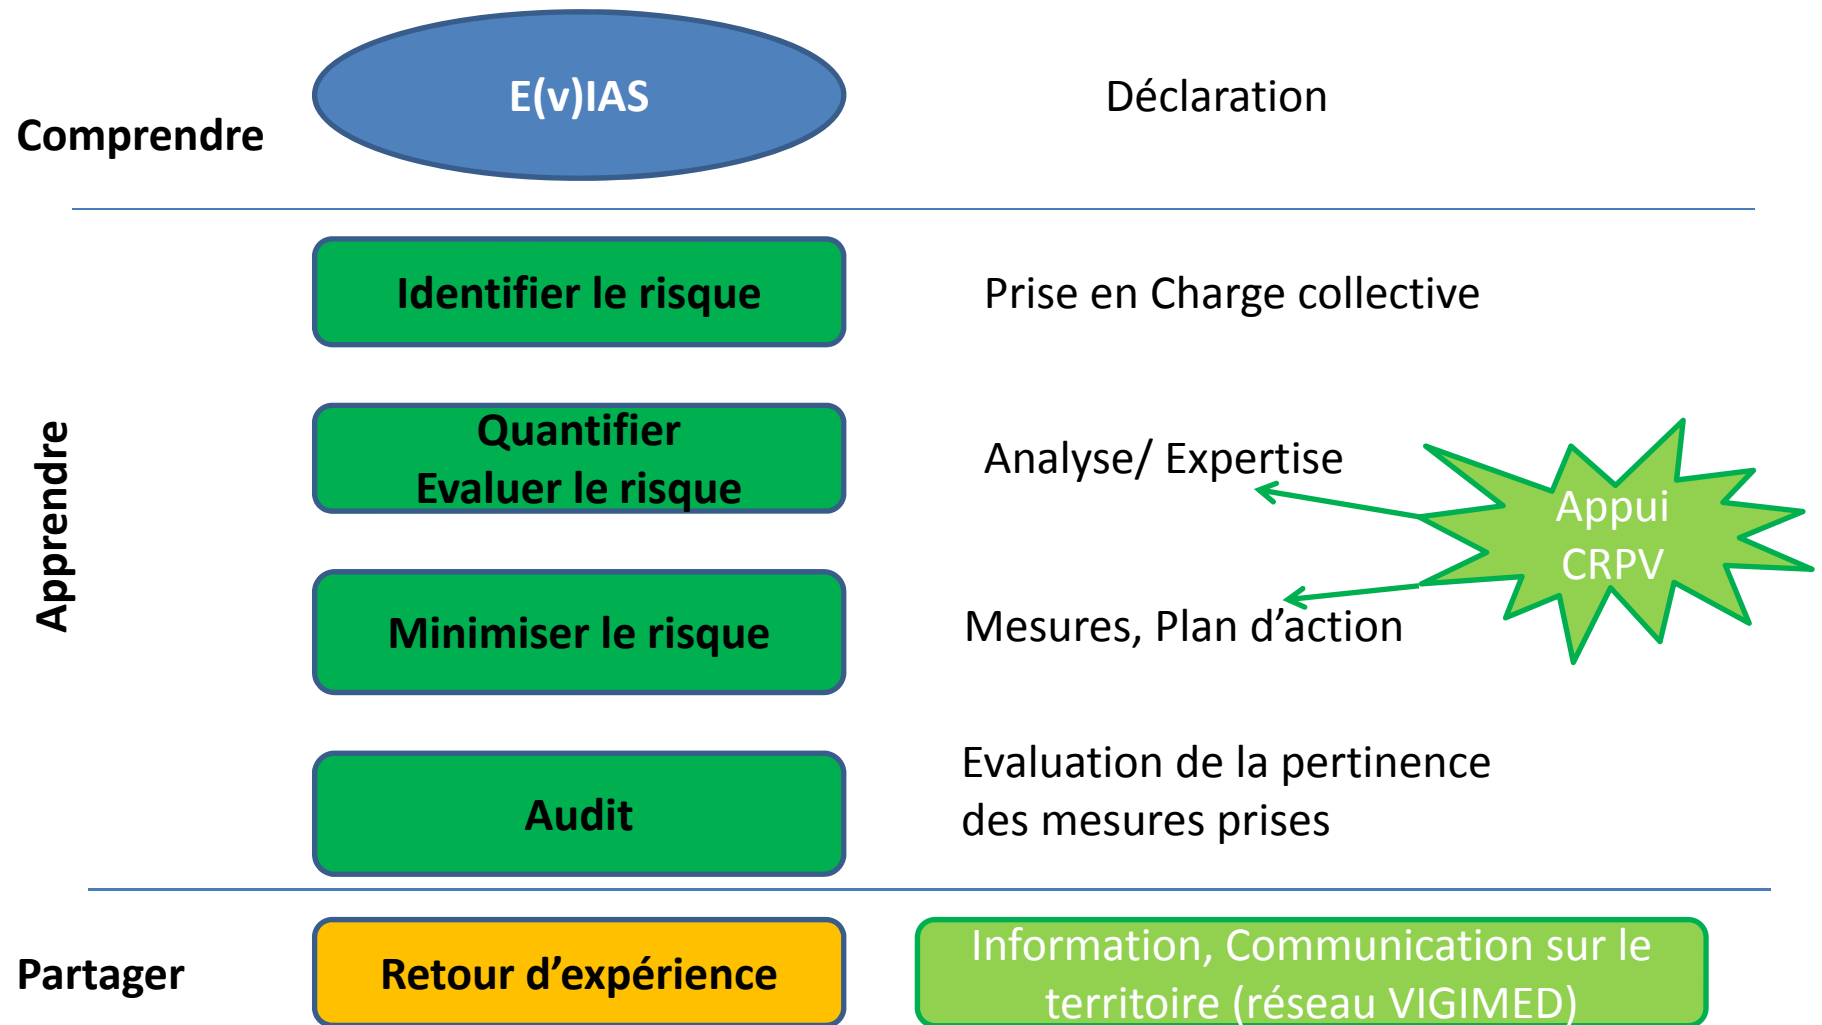 E(v)IAS
Déclaration
Comprendre
Identifier le risque
Prise en Charge collective
Apprendre
Quantifier
Evaluer le risque
Analyse/ Expertise
Appui
CRPV
Minimiser le risque
Mesures, Plan d’action
Audit
Evaluation de la pertinence
des mesures prises
Partager
Retour d’expérience
Information, Communication sur le
territoire (réseau VIGIMED)